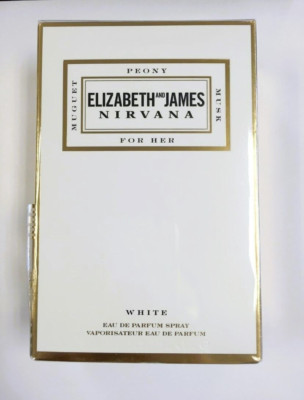 PEONY
MUGUET
ELIZABETH AND JAMES
NIRVANA
MUSK
FOR HER
WHITE
EAU DE PARFUM SPRAY
VAPORISATEUR EAU DE PARFUM